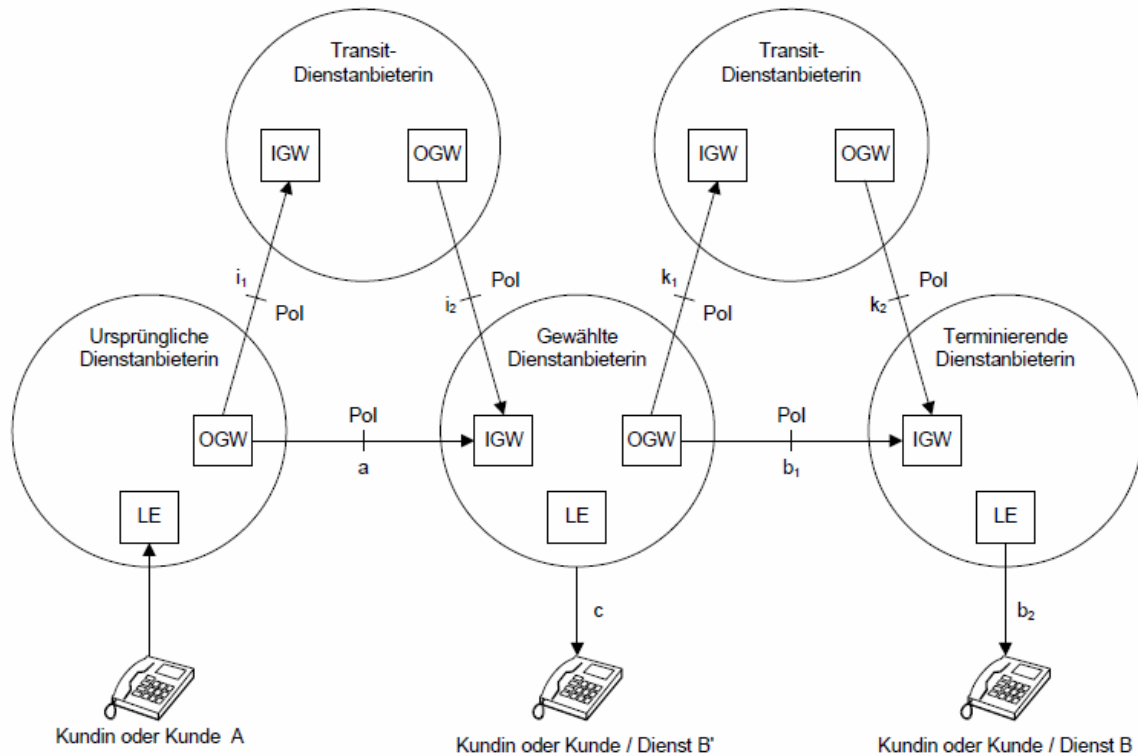 Transit-
Dienstanbieterin
Transit-
Dienstanbieterin
IGW
OGW
IGW
OGW
i1
PoI
PoI
i2
k1
PoI
PoI
k2
PoI
PoI
Ursprüngliche
Dienstanbieterin
Gewählte
Dienstanbieterin
Terminierende
Dienstanbieterin
OGW
PoI
a
IGW
OGW
PoI
b1
IGW
LE
LE
LE
c
b2
Kundin oder Kunde A
Kundin oder Kunde / Dienst B'
Kundin oder Kunde / Dienst B